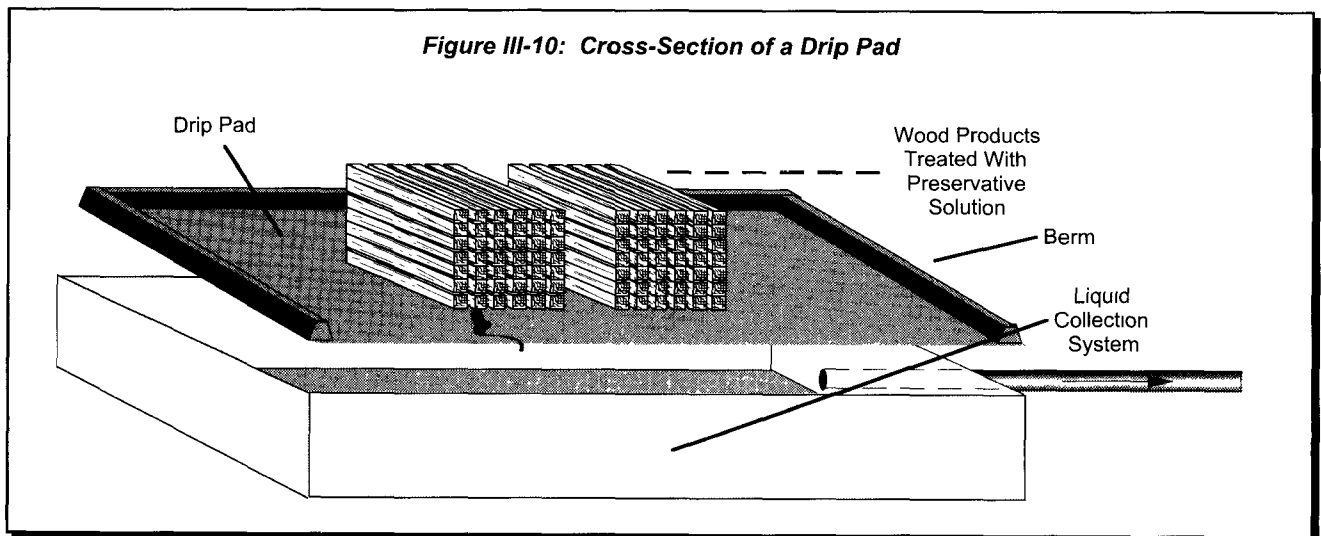 Figure III-10: Cross-Section of a Drip Pad
Drip Pad
Wood Products
Treated With
Preservative
Solution
Berm
Liquid
Collection
System